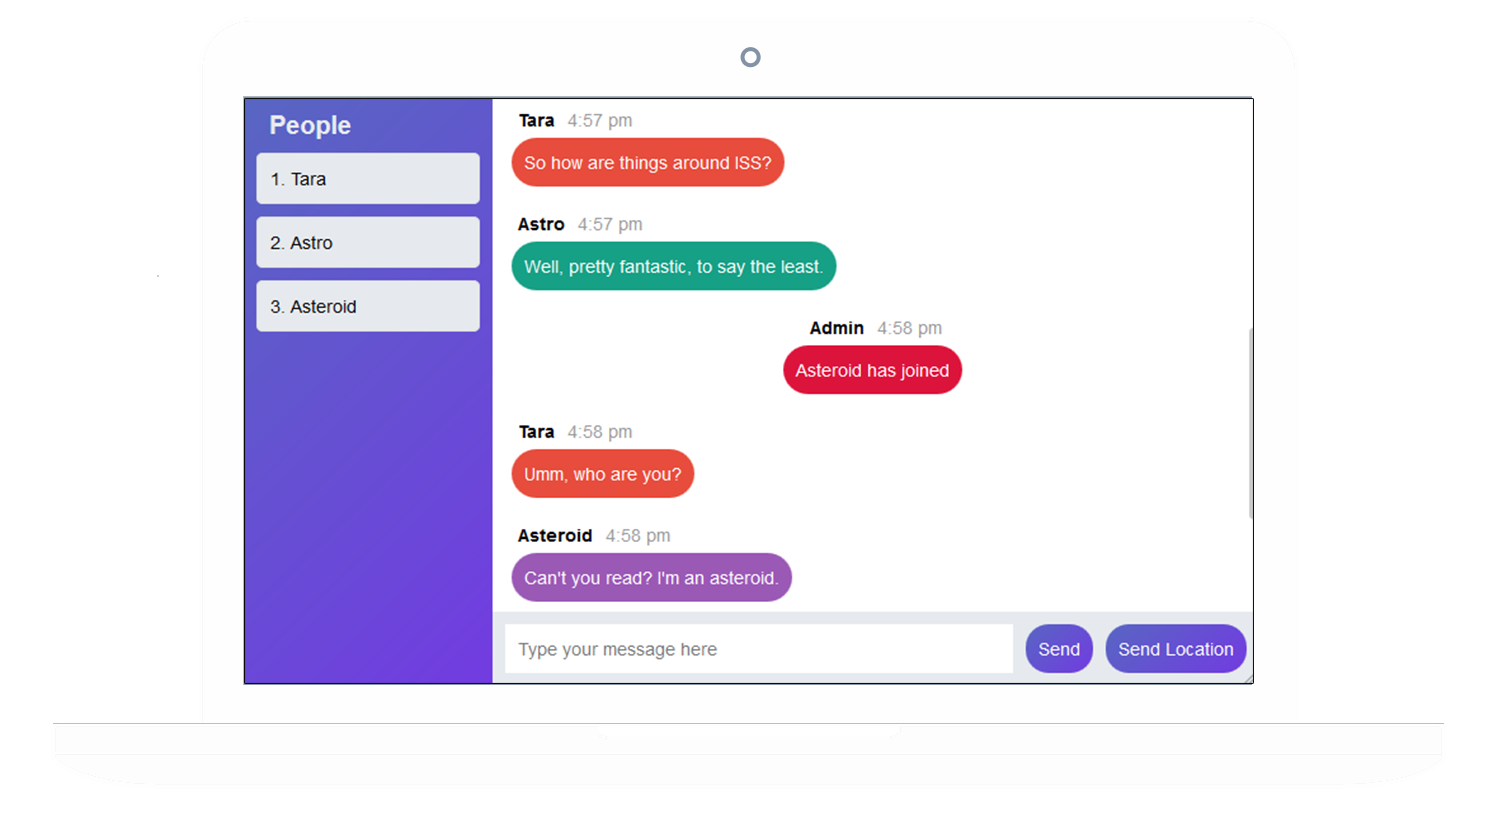 People
1. Tara
2. Astro
3. Asteroid
Tara 4:57 pm
So how are things around ISS?
Astro 4:57 pm
Well, pretty fantastic, to say the least.
Admin 4:58 pm
Asteroid has joined
Tara 4:58 pm
Umm, who are you?
Asteroid 4:58 pm
Can't you read? I'm an asteroid.
Type your message here
Send
Send Location